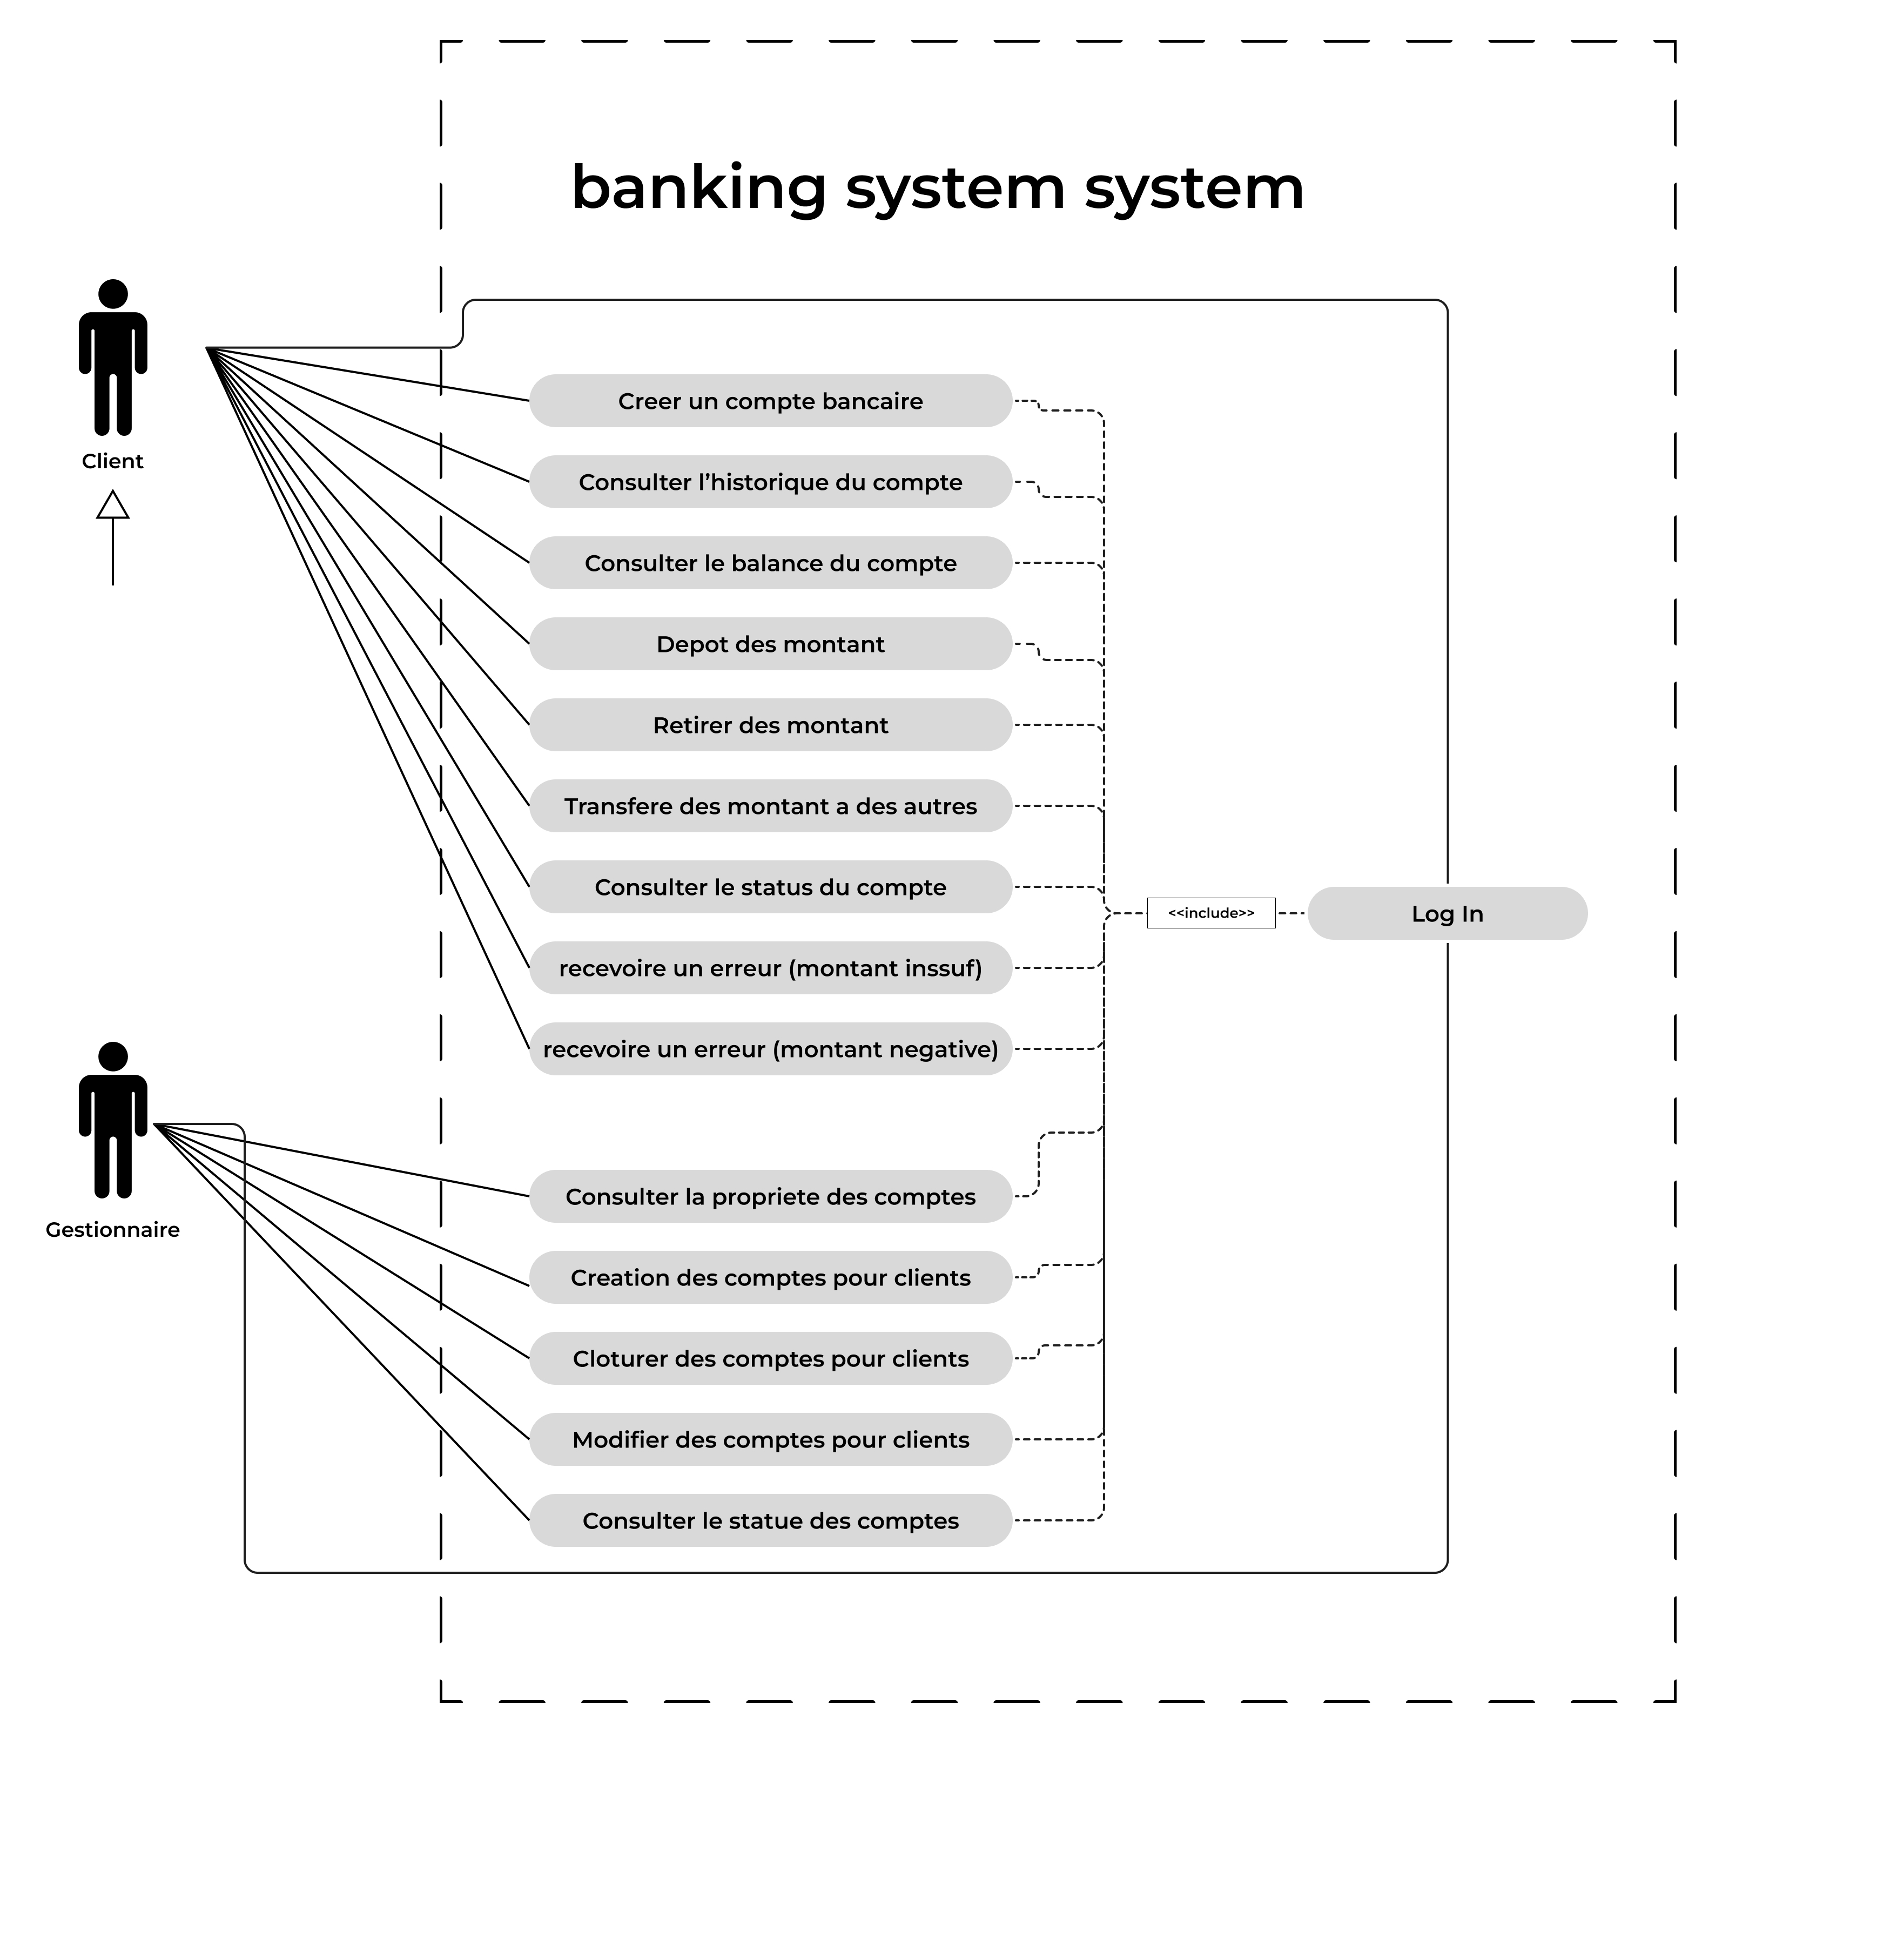 banking system system
Client
Creer un compte bancaire
Consulter l’historique du compte
Consulter le balance du compte
Depot des montant
Retirer des montant
Transfere des montant a des autres
Consulter le status du compte
<<include>>
Log In
recevoire un erreur (montant inssuf)
recevoire un erreur (montant negative)
Gestionnaire
Consulter la propriete des comptes
Creation des comptes pour clients
Cloturer des comptes pour clients
Modifier des comptes pour clients
Consulter le statue des comptes